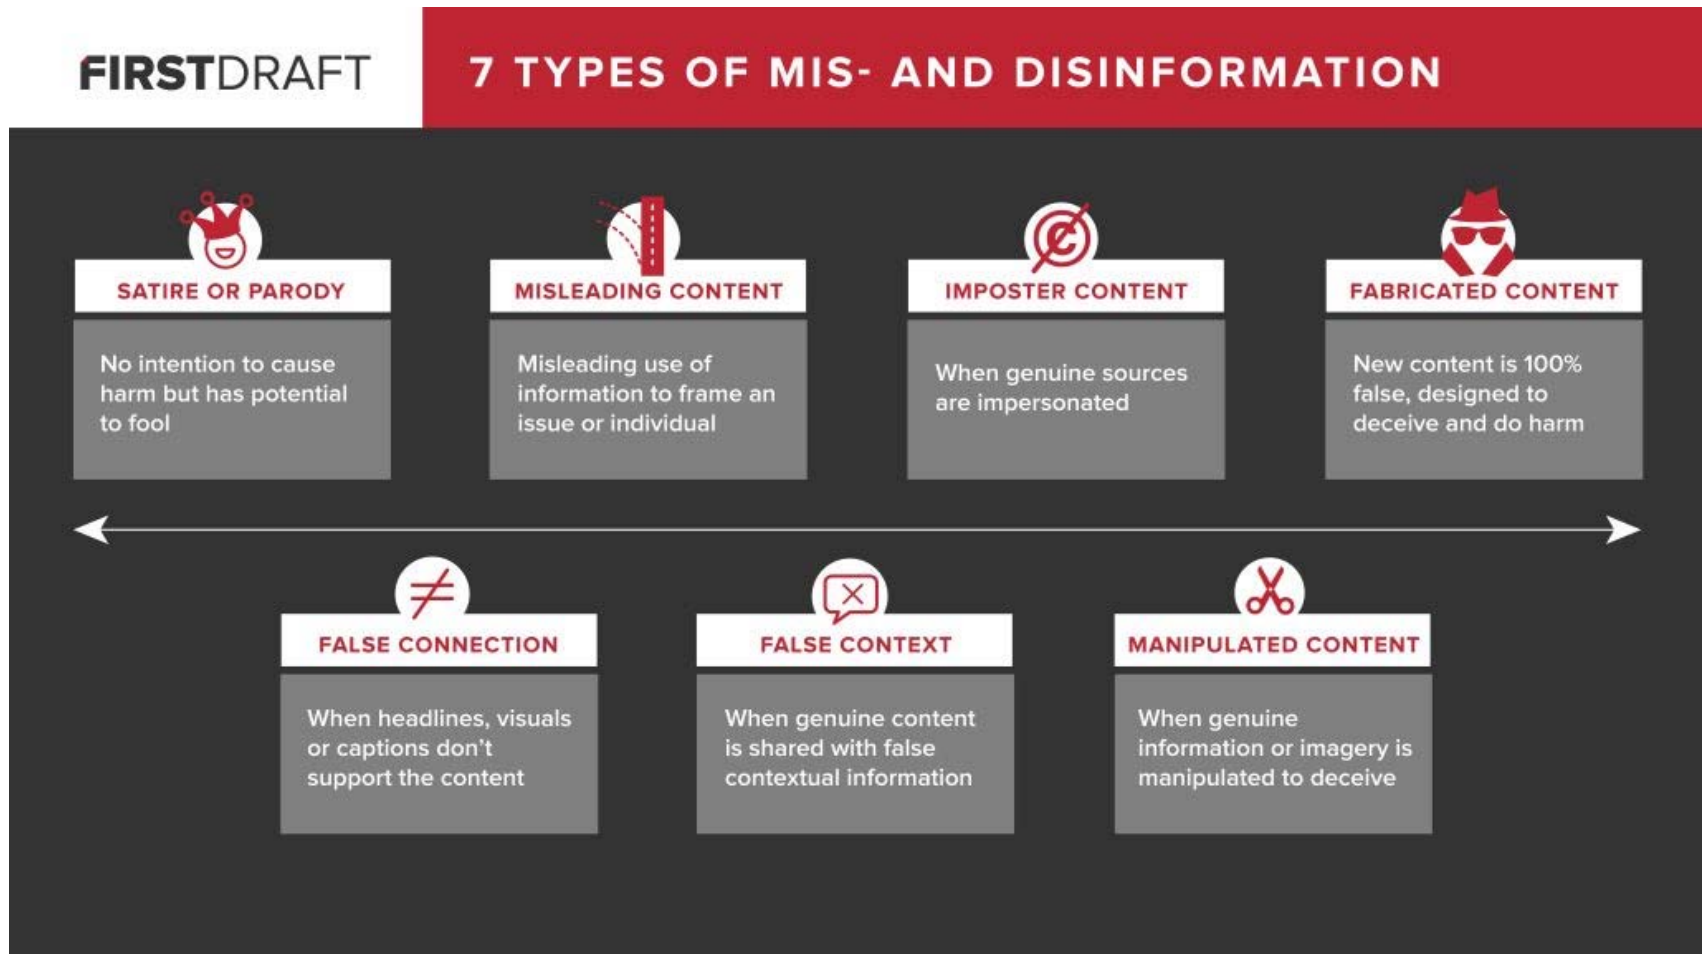 FIRSTDRAFT
7 TYPES OF MIS- AND DISINFORMATION
SATIRE OR PARODY
No intention to cause
harm but has potential
to fool
MISLEADING CONTENT
Misleading use of
information to frame an
issue or individual
IMPOSTER CONTENT
When genuine sources
are impersonated
FABRICATED CONTENT
New content is 100%
false, designed to
deceive and do harm
FALSE CONNECTION
When headlines, visuals
or captions don’t
support the content
FALSE CONTEXT
When genuine content
is shared with false
contextual information
MANIPULATED CONTENT
When genuine
information or imagery is
manipulated to deceive